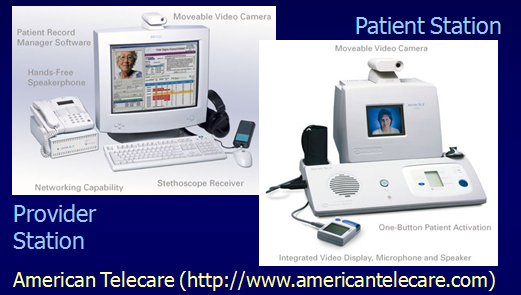 Patient Station
Moveable Video Camera
Patient Record
Manager Software
Hands-Free
Speakerphone
Networking Capability
Stethoscope Receiver
Moveable Video Camera
One-Button Patient Activation
Integrated Video Display, Microphone and Speaker
Provider
Station
American Telecare (http://www.americantelecare.com)